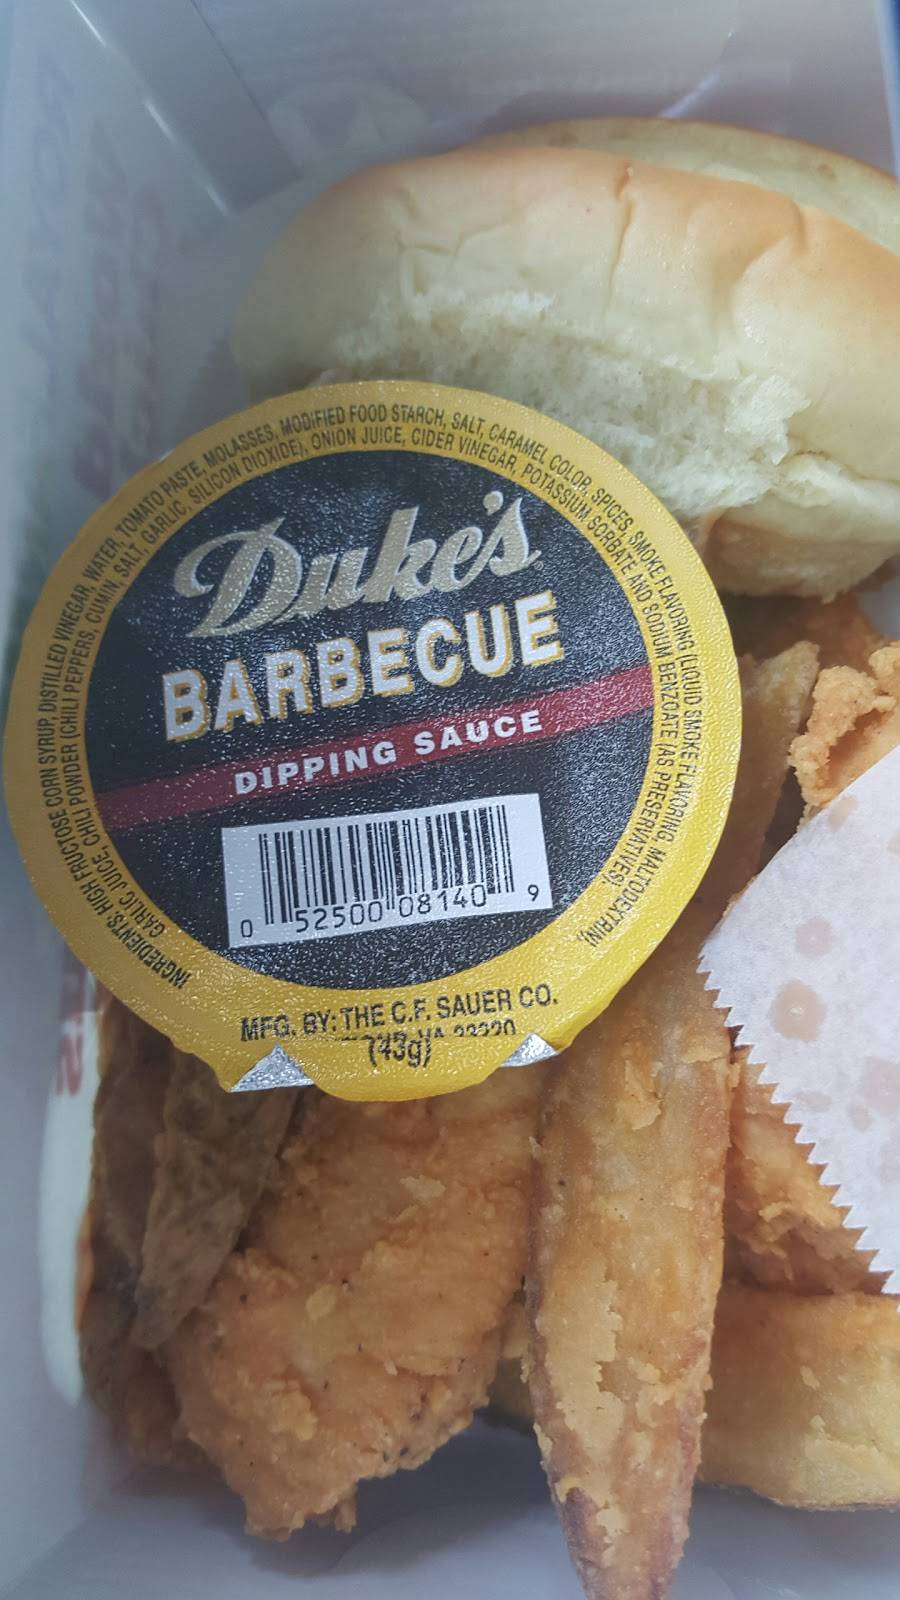 INGREDIENTS: HIGH FRUCTOSE CORN SYRUP, DISTILLED VINEGAR, WATER, TOMATO PASTE, MOLASSES, MODIFIED FOOD STARCH, SALT, CARAMEL COLOR, SPICES, SMOKE FLAVORING (LIQUID SMOKE FLAVORING, MALTODEXTRIN),
GARLIC JUICE, CHILI POWDER (CHILI PEPPERS, CUMIN, SALT, GARLIC, SILICON DIOXIDE), ONION JUICE, CIDER VINEGAR, POTASSIUM SORBATE AND SODIUM BENZOATE (AS PRESERVATIVES).
Duke's
BARBECUE
DIPPING SAUCE
0 52500 08140 9
MFG. BY: THE C.F. SAUER CO.
VA 23220
(43g)